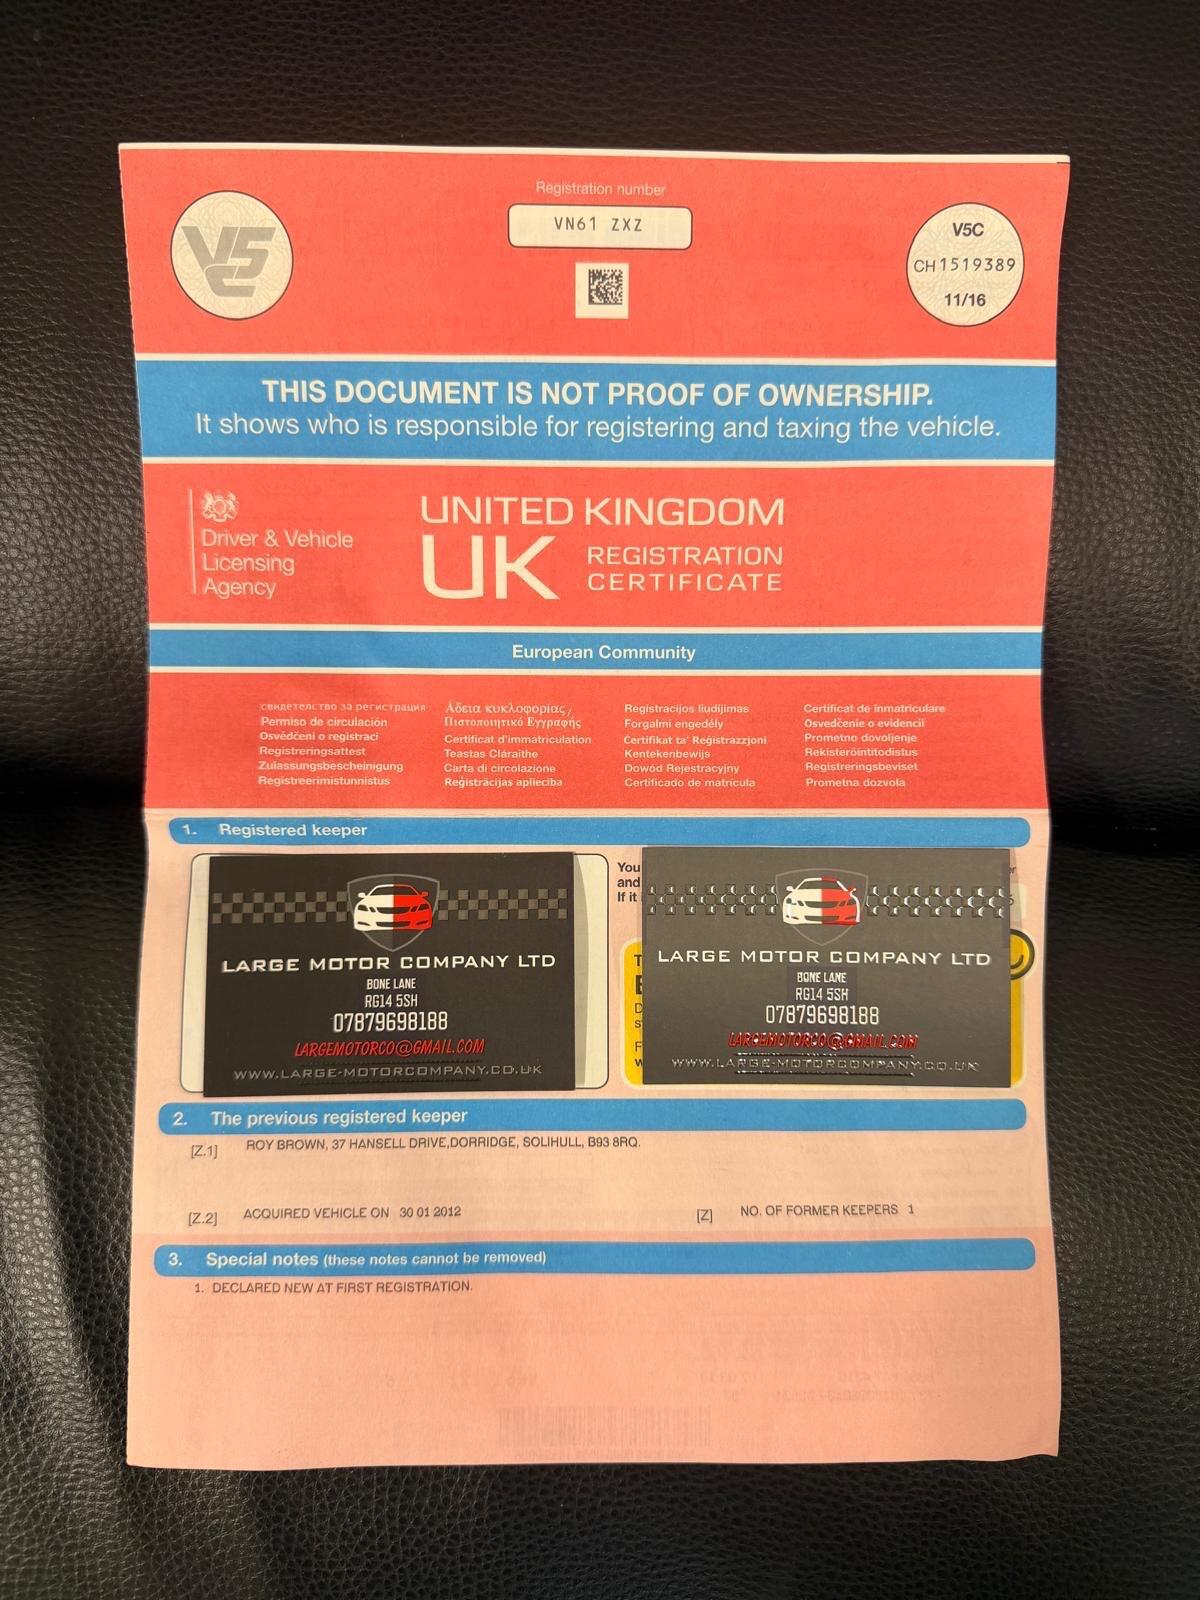 Registration number
VN61 ZXZ
V5C
V5C
CH 1519389
11/16
THIS DOCUMENT IS NOT PROOF OF OWNERSHIP.
It shows who is responsible for registering and taxing the vehicle.
Driver & Vehicle
Licensing
Agency
UNITED KINGDOM
UK
REGISTRATION
CERTIFICATE
European Community
свидетелство за регистрация
Permiso de circulación
Osvědčení o registraci
Registreringsattest
Zulassungsbescheinigung
Registreerimistunnistus
Άδεια κυκλοφορίας/
Πιστοποιητικό Εγγραφής
Certificat d'immatriculation
Teastas Cláraithe
Carta di circolazione
Reģistrācijas apliecība
Registracijos liudijimas
Forgalmi engedély
Ċertifikat ta' Reġistrazzjoni
Kentekenbewijs
Dowód Rejestracyjny
Certificado de matrícula
Certificat de înmatriculare
Osvedčenie o evidencii
Prometno dovoljenje
Rekisteröintitodistus
Registreringsbeviset
Prometna dozvola
1. Registered keeper
You
and
If it
LARGE MOTOR COMPANY LTD
BONE LANE
RG14 5SH
07879698188
LARGEMOTORCO@GMAIL.COM
WWW.LARGE-MOTORCOMPANY.CO.UK
LARGE MOTOR COMPANY LTD
BONE LANE
RG14 5SH
07879698188
LARGEMOTORCO@GMAIL.COM
WWW.LARGE-MOTORCOMPANY.CO.UK
2. The previous registered keeper
[Z.1] ROY BROWN, 37 HANSELL DRIVE,DORRIDGE, SOLIHULL, B93 8RQ.
[Z.2] ACQUIRED VEHICLE ON 30 01 2012 [Z] NO. OF FORMER KEEPERS 1
3. Special notes (these notes cannot be removed)
1. DECLARED NEW AT FIRST REGISTRATION.